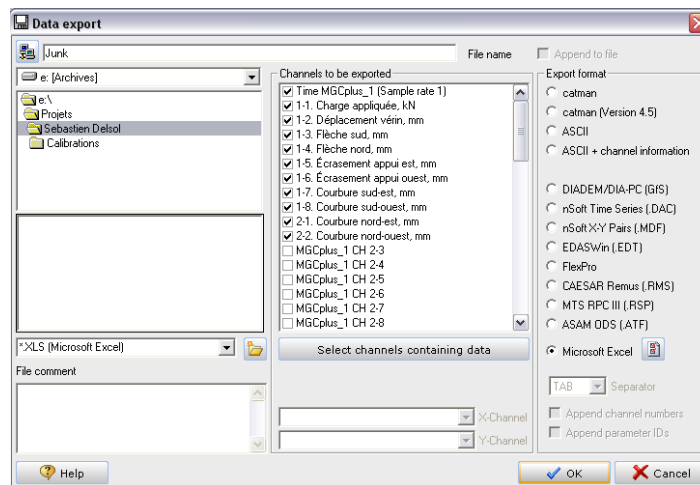 Data export
Junk
File name
Append to file
e: [Archives]
e:\
Projets
Sebastien Delsol
Calibrations
*.XLS (Microsoft Excel)
File comment
Channels to be exported
Time MGCplus_1 (Sample rate 1)
1-1. Charge appliquée, kN
1-2. Déplacement vérin, mm
1-3. Flèche sud, mm
1-4. Flèche nord, mm
1-5. Écrasement appui est, mm
1-6. Écrasement appui ouest, mm
1-7. Courbure sud-est, mm
1-8. Courbure sud-ouest, mm
2-1. Courbure nord-est, mm
2-2. Courbure nord-ouest, mm
MGCplus_1 CH 2-3
MGCplus_1 CH 2-4
MGCplus_1 CH 2-5
MGCplus_1 CH 2-6
MGCplus_1 CH 2-7
MGCplus_1 CH 2-8
Select channels containing data
X-Channel
Y-Channel
Export format
catman
catman (Version 4.5)
ASCII
ASCII + channel information
DIADEM/DIA-PC (GfS)
nSoft Time Series (.DAC)
nSoft X-Y Pairs (.MDF)
EDASWin (.EDT)
FlexPro
CAESAR Remus (.RMS)
MTS RPC III (.RSP)
ASAM ODS (.ATF)
Microsoft Excel
TAB Separator
Append channel numbers
Append parameter IDs
Help
OK
Cancel